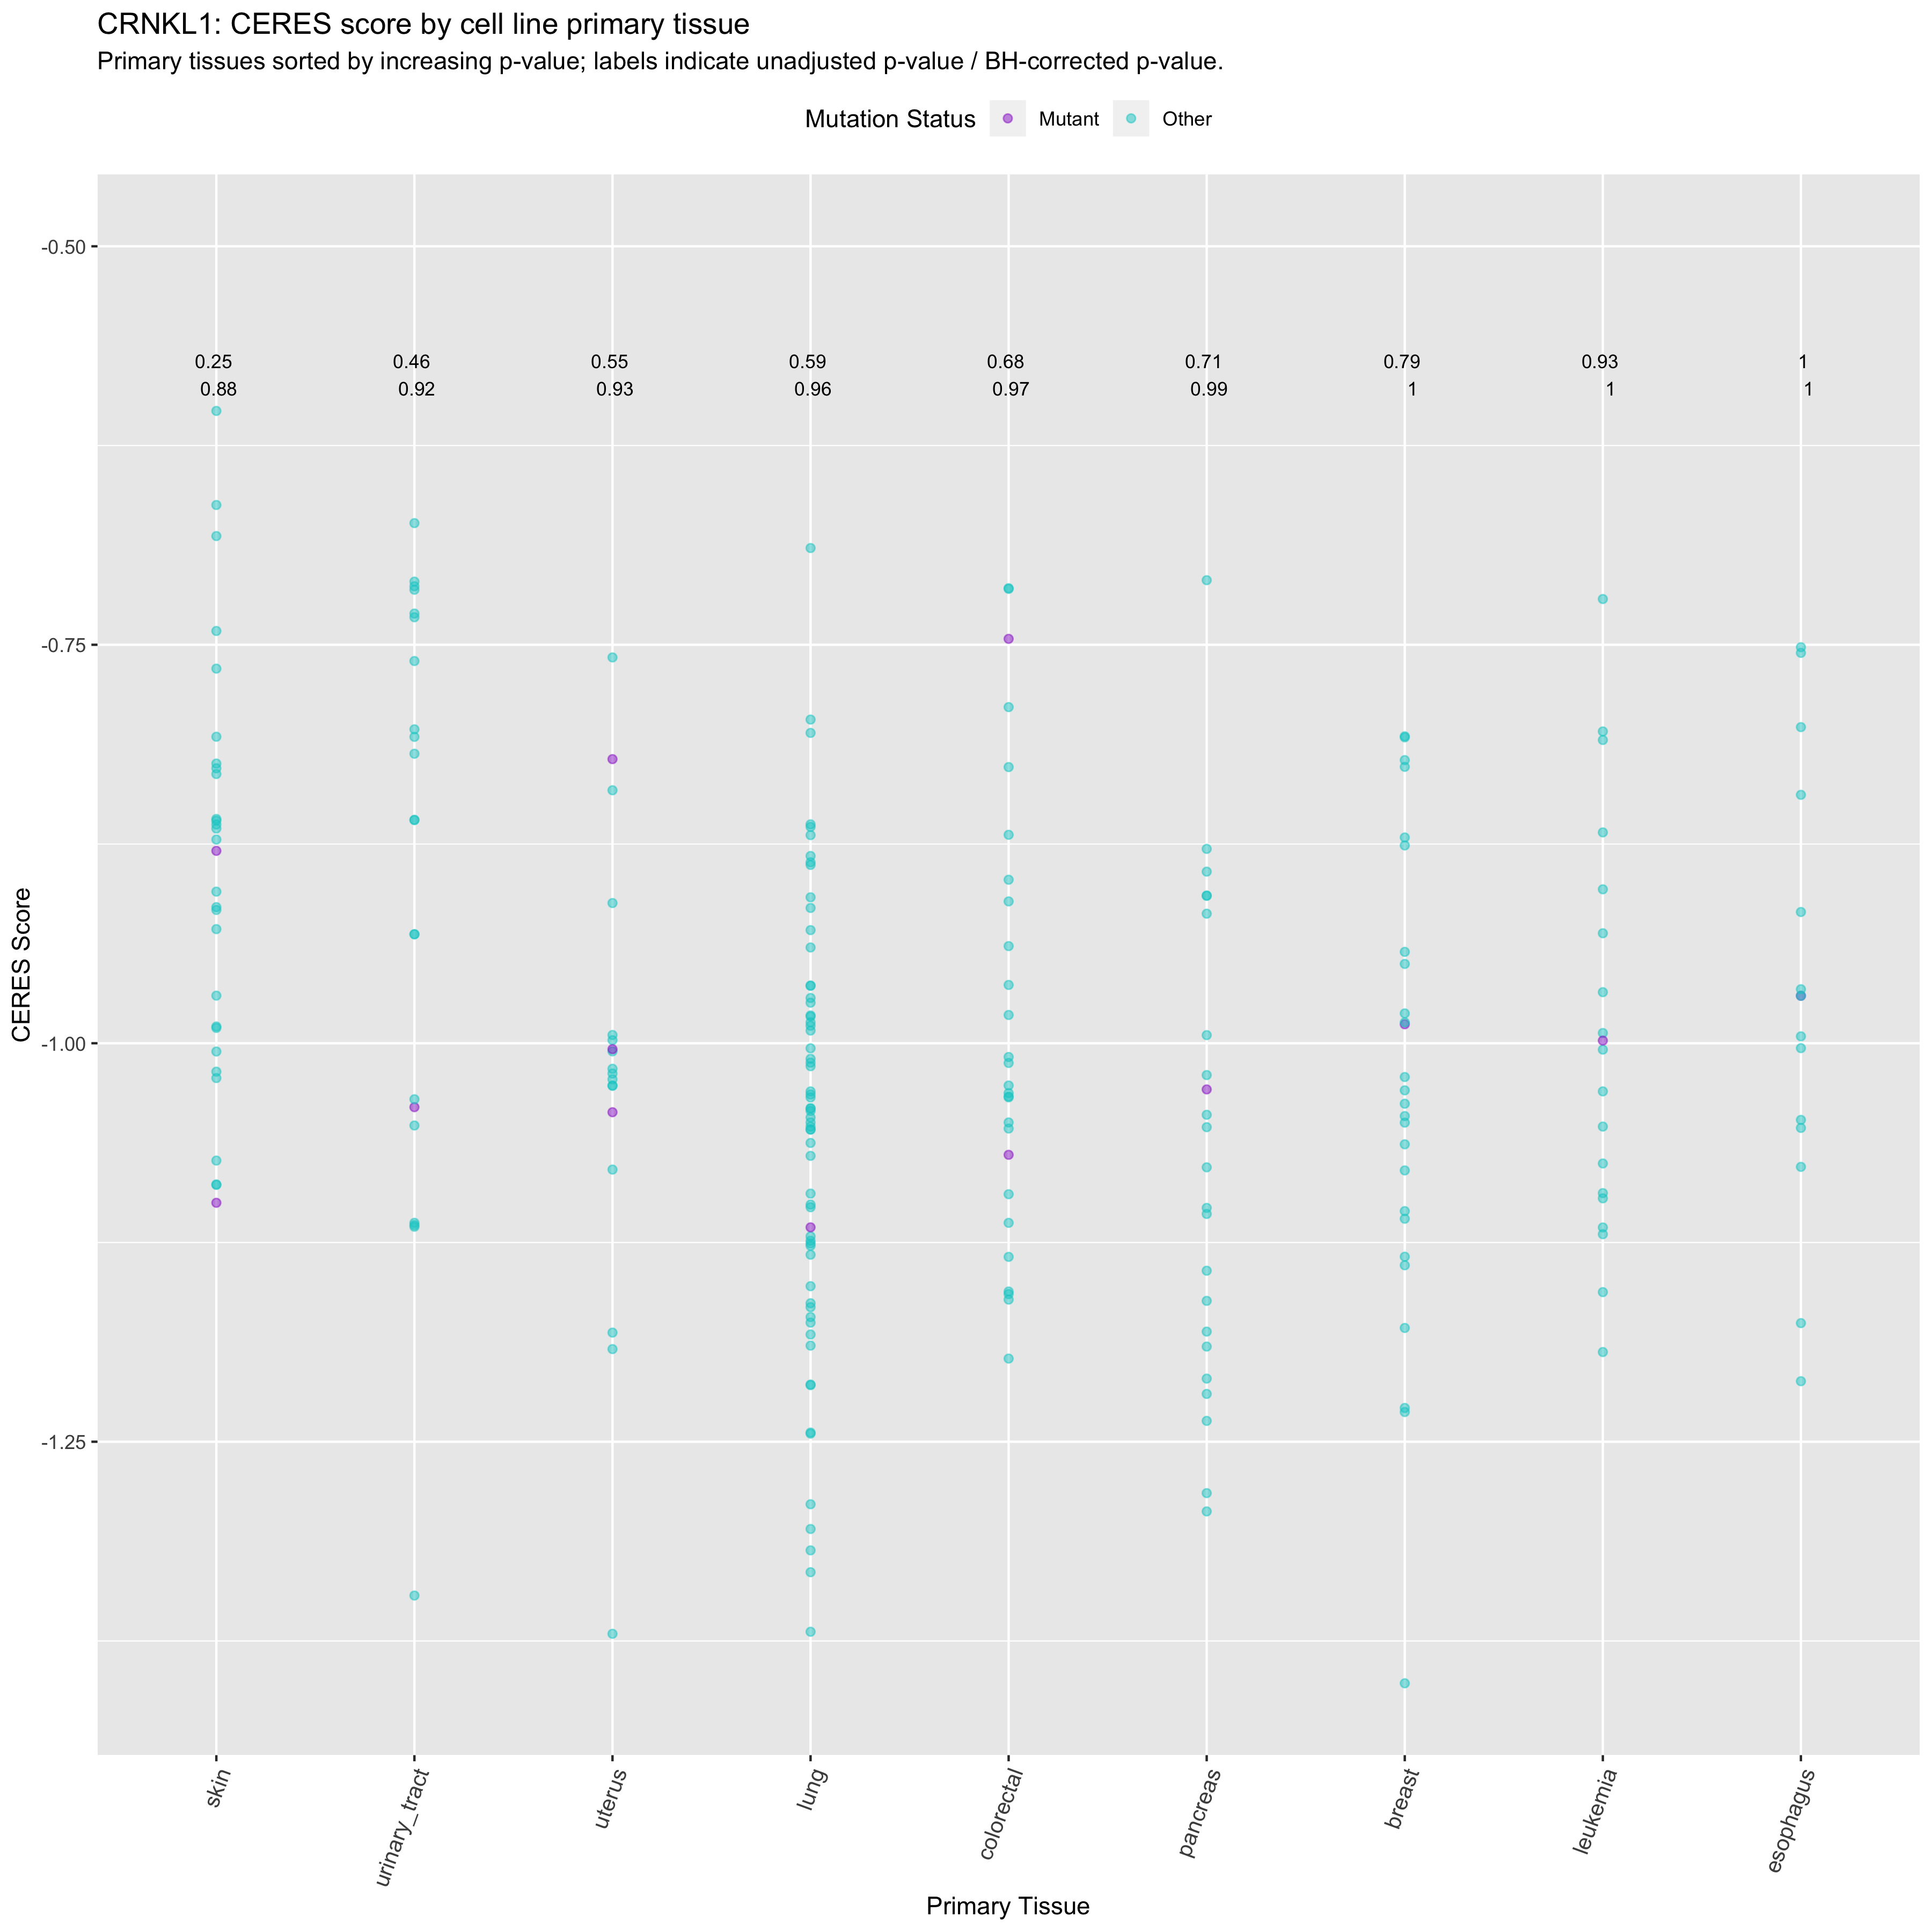 CRNKL1: CERES score by cell line primary tissue
Primary tissues sorted by increasing p-value; labels indicate unadjusted p-value / BH-corrected p-value.
Mutation Status Mutant Other
-0.50
0.25 0.46 0.55 0.59 0.68 0.71 0.79 0.93 1
0.88 0.92 0.93 0.96 0.97 0.99 1 1 1
-0.75
CERES Score
-1.00
-1.25
skin urinary_tract uterus lung colorectal pancreas breast leukemia esophagus
Primary Tissue